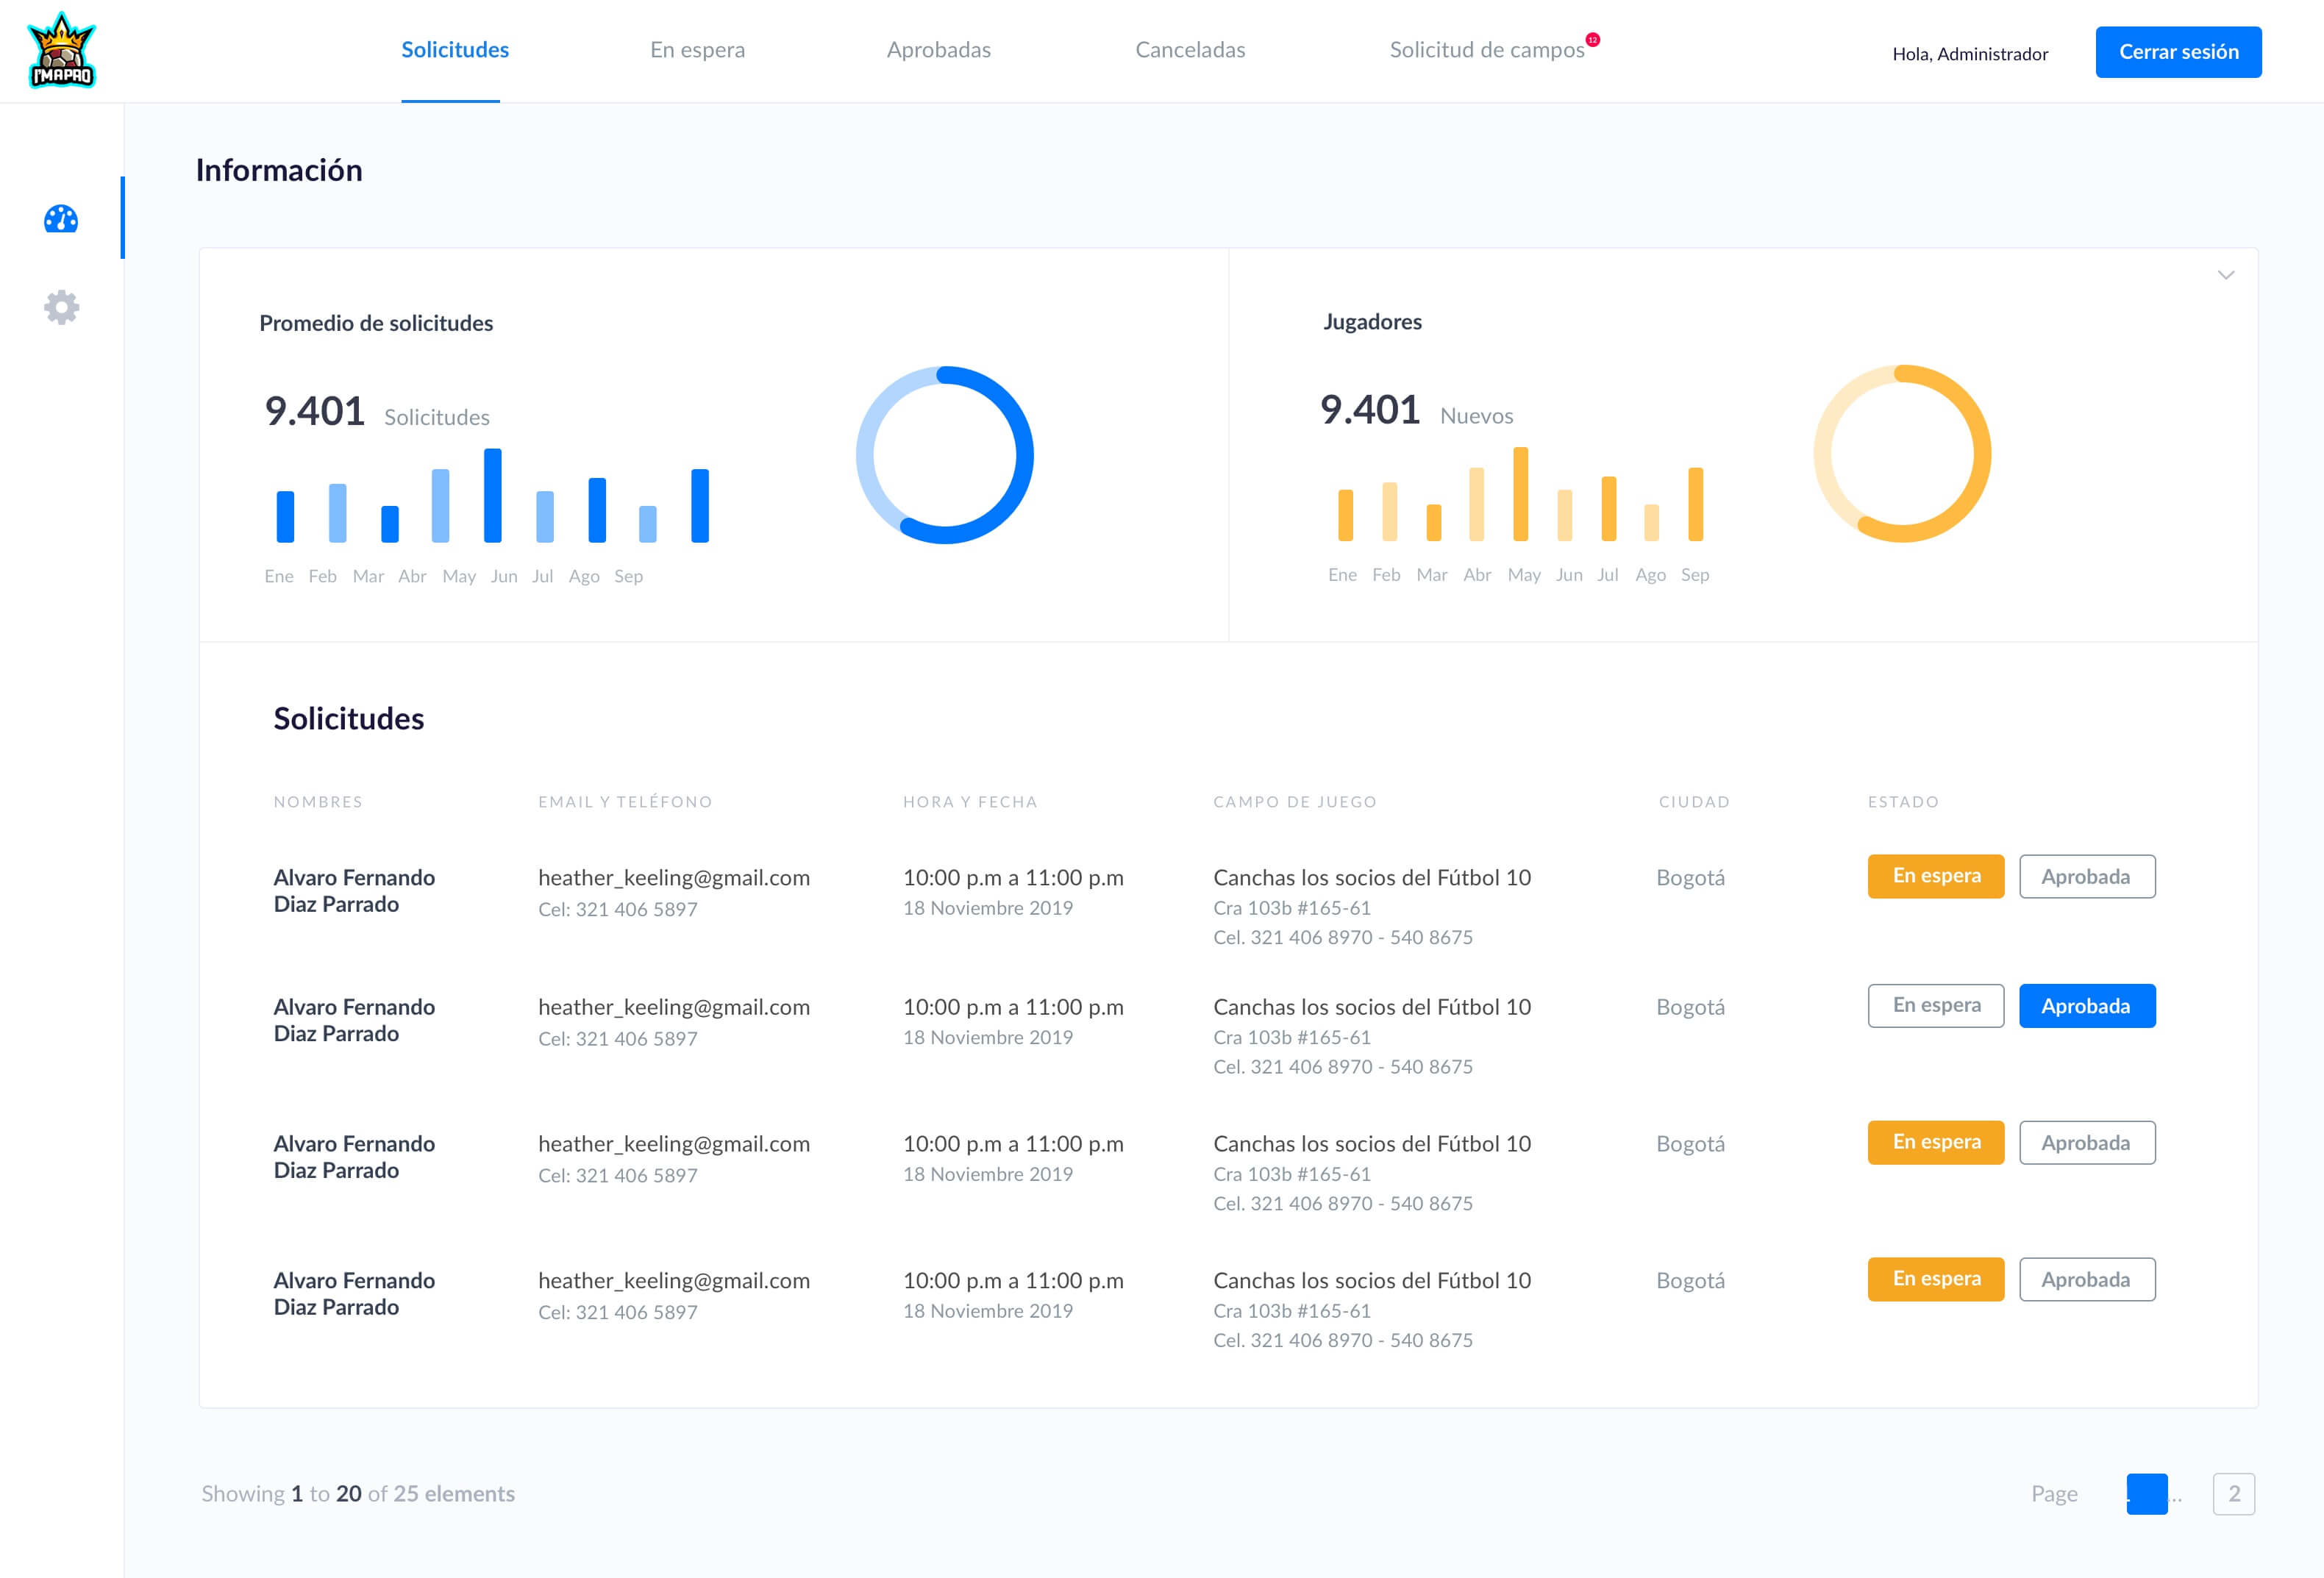 I'MAPRO
Solicitudes
En espera
Aprobadas
Canceladas
Solicitud de campos
12
Hola, Administrador
Cerrar sesión
Información
Promedio de solicitudes
9.401 Solicitudes
Ene Feb Mar Abr May Jun Jul Ago Sep
Jugadores
9.401 Nuevos
Ene Feb Mar Abr May Jun Jul Ago Sep
Solicitudes
NOMBRES EMAIL Y TELÉFONO HORA Y FECHA CAMPO DE JUEGO CIUDAD ESTADO
Alvaro Fernando
Diaz Parrado
heather_keeling@gmail.com
Cel: 321 406 5897
10:00 p.m a 11:00 p.m
18 Noviembre 2019
Canchas los socios del Fútbol 10
Cra 103b #165-61
Cel. 321 406 8970 - 540 8675
Bogotá
En espera
Aprobada
Alvaro Fernando
Diaz Parrado
heather_keeling@gmail.com
Cel: 321 406 5897
10:00 p.m a 11:00 p.m
18 Noviembre 2019
Canchas los socios del Fútbol 10
Cra 103b #165-61
Cel. 321 406 8970 - 540 8675
Bogotá
En espera
Aprobada
Alvaro Fernando
Diaz Parrado
heather_keeling@gmail.com
Cel: 321 406 5897
10:00 p.m a 11:00 p.m
18 Noviembre 2019
Canchas los socios del Fútbol 10
Cra 103b #165-61
Cel. 321 406 8970 - 540 8675
Bogotá
En espera
Aprobada
Alvaro Fernando
Diaz Parrado
heather_keeling@gmail.com
Cel: 321 406 5897
10:00 p.m a 11:00 p.m
18 Noviembre 2019
Canchas los socios del Fútbol 10
Cra 103b #165-61
Cel. 321 406 8970 - 540 8675
Bogotá
En espera
Aprobada
Showing 1 to 20 of 25 elements
Page ... 2